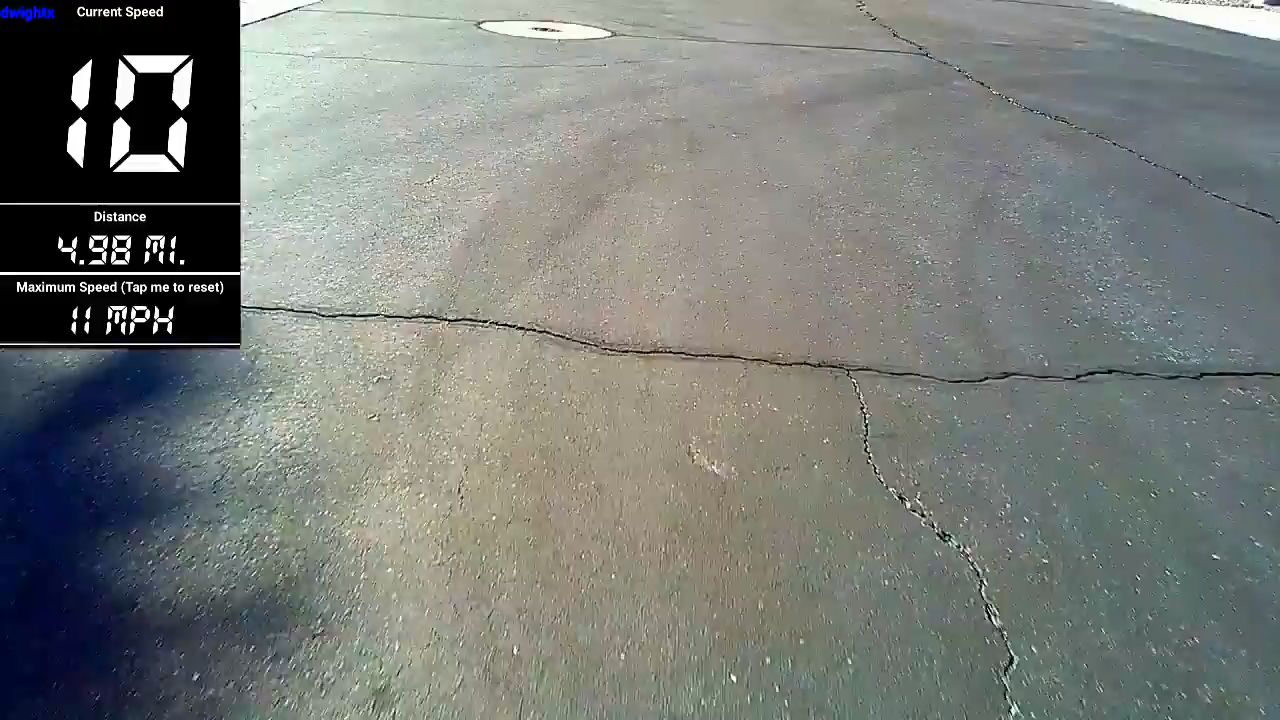 dwightx
Current Speed
10
Distance
4.98 MI.
Maximum Speed (Tap me to reset)
11 MPH